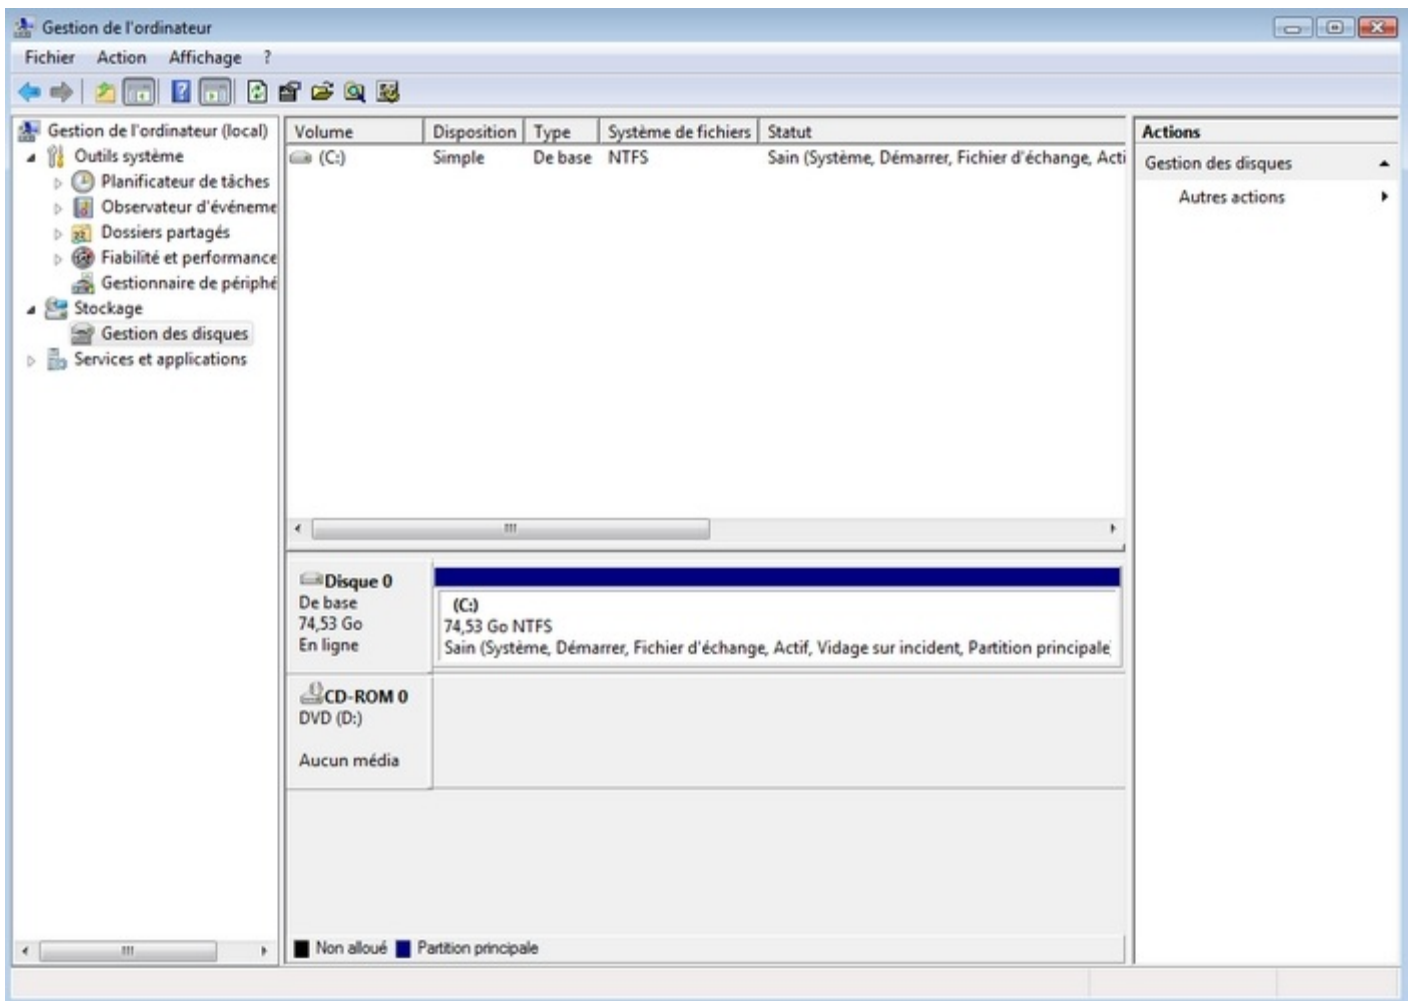 Gestion de l'ordinateur
Fichier Action Affichage ?
Gestion de l'ordinateur (local)
Outils système
Planificateur de tâches
Observateur d'événeme
Dossiers partagés
Fiabilité et performance
Gestionnaire de périphé
Stockage
Gestion des disques
Services et applications
Volume Disposition Type Système de fichiers Statut
(C:) Simple De base NTFS Sain (Système, Démarrer, Fichier d'échange, Acti
Disque 0
De base
74,53 Go
En ligne
(C:)
74,53 Go NTFS
Sain (Système, Démarrer, Fichier d'échange, Actif, Vidage sur incident, Partition principale
CD-ROM 0
DVD (D:)
Aucun média
Non alloué Partition principale
Actions
Gestion des disques
Autres actions